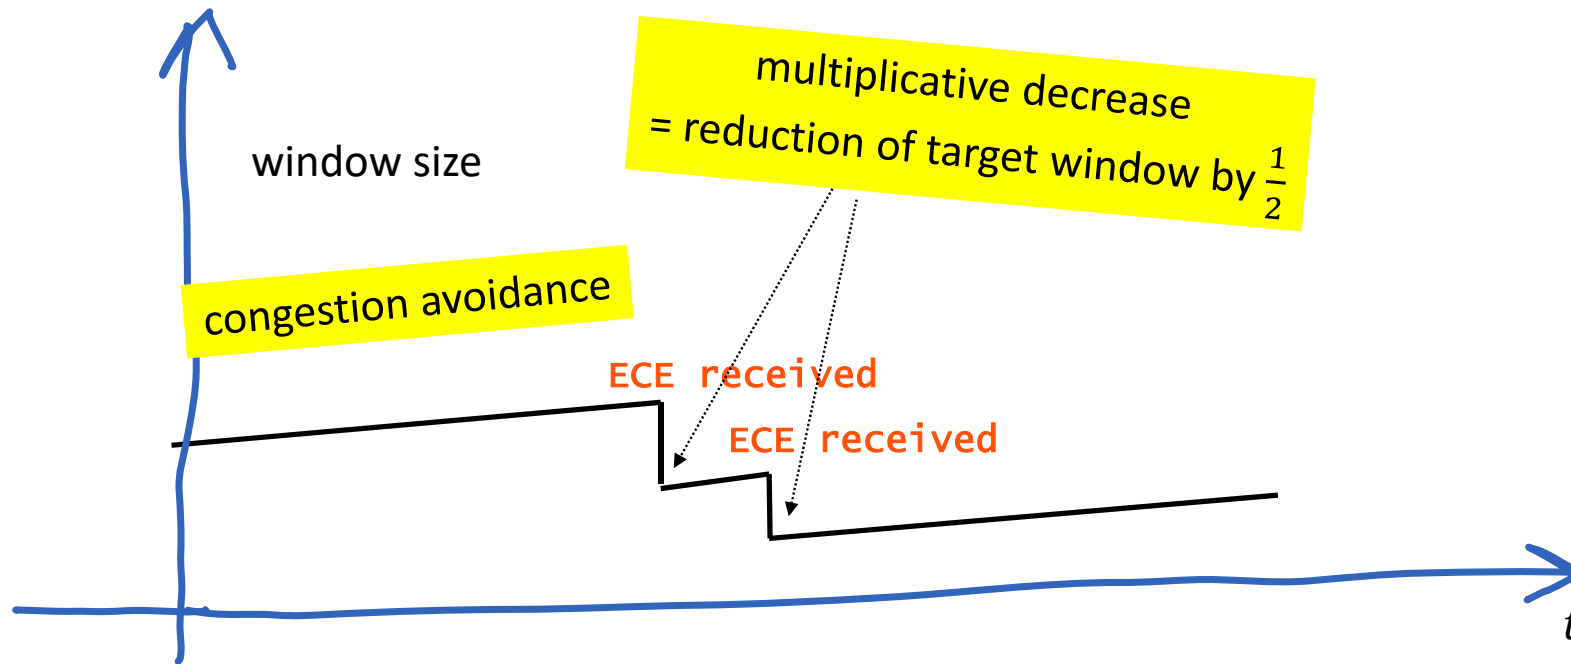 multiplicative decrease
= reduction of target window by 1/2
window size
congestion avoidance
ECE received
ECE received
t